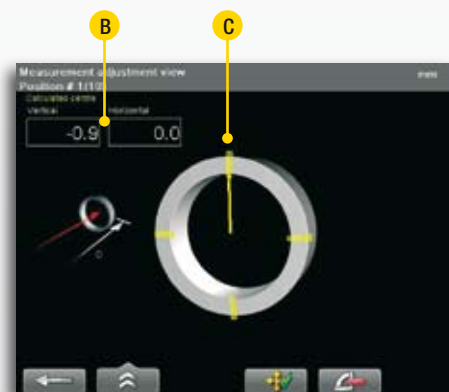 B C
Measurement adjustment view
mm
Position # 1(10)
Calculated centre
Vertical Horizontal
-0.9 0.0